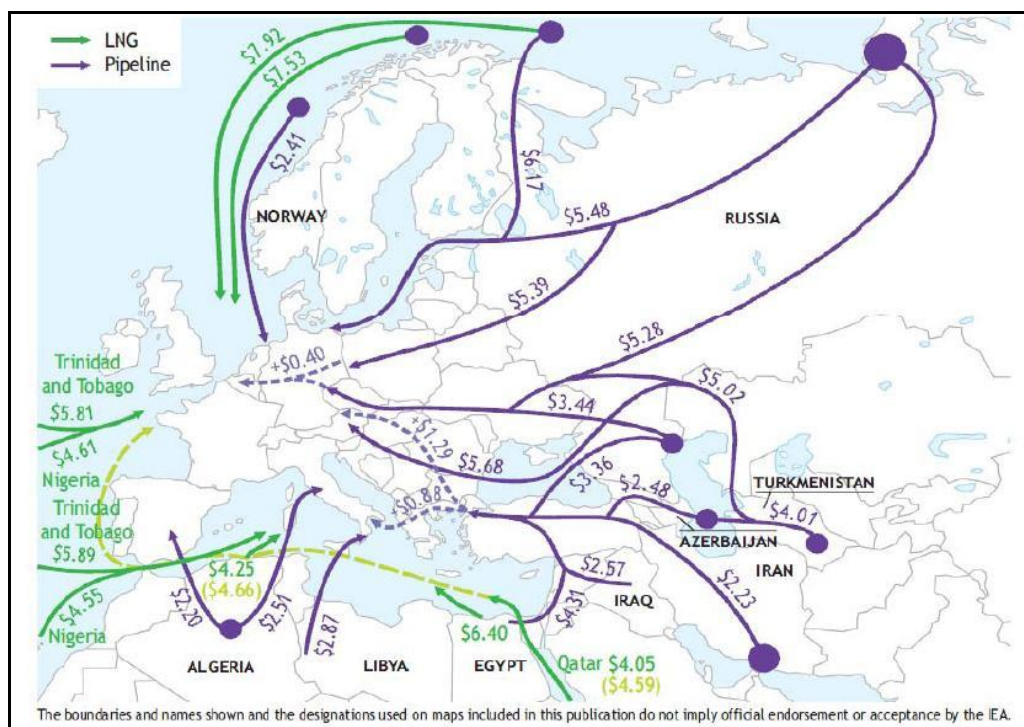 LNG
Pipeline
$7.92
$7.53
$2.41
$6.17
NORWAY
$5.48
RUSSIA
$5.39
$5.28
+$0.40
Trinidad
and Tobago
$5.81
$4.61
Nigeria
$3.44
$5.02
+$1.29
$5.68
$3.36
+$0.88
$2.48
TURKMENISTAN
$4.01
AZERBAIJAN
IRAN
Trinidad
and Tobago
$5.89
$4.55
Nigeria
$4.25
($4.66)
$2.20
$2.51
$2.87
$2.57
IRAQ
$4.31
$2.23
$6.40
ALGERIA
LIBYA
EGYPT
Qatar $4.05
($4.59)
The boundaries and names shown and the designations used on maps included in this publication do not imply official endorsement or acceptance by the IEA.